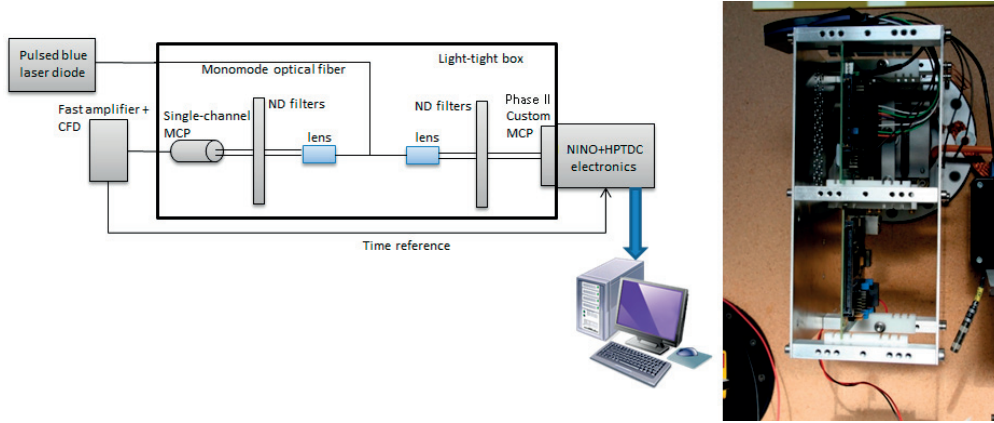 Pulsed blue
laser diode
Light-tight box
Monomode optical fiber
Fast amplifier +
CFD
Single-channel
MCP
ND filters
lens
lens
ND filters
Phase II
Custom
MCP
NINO+HPTDC
electronics
Time reference